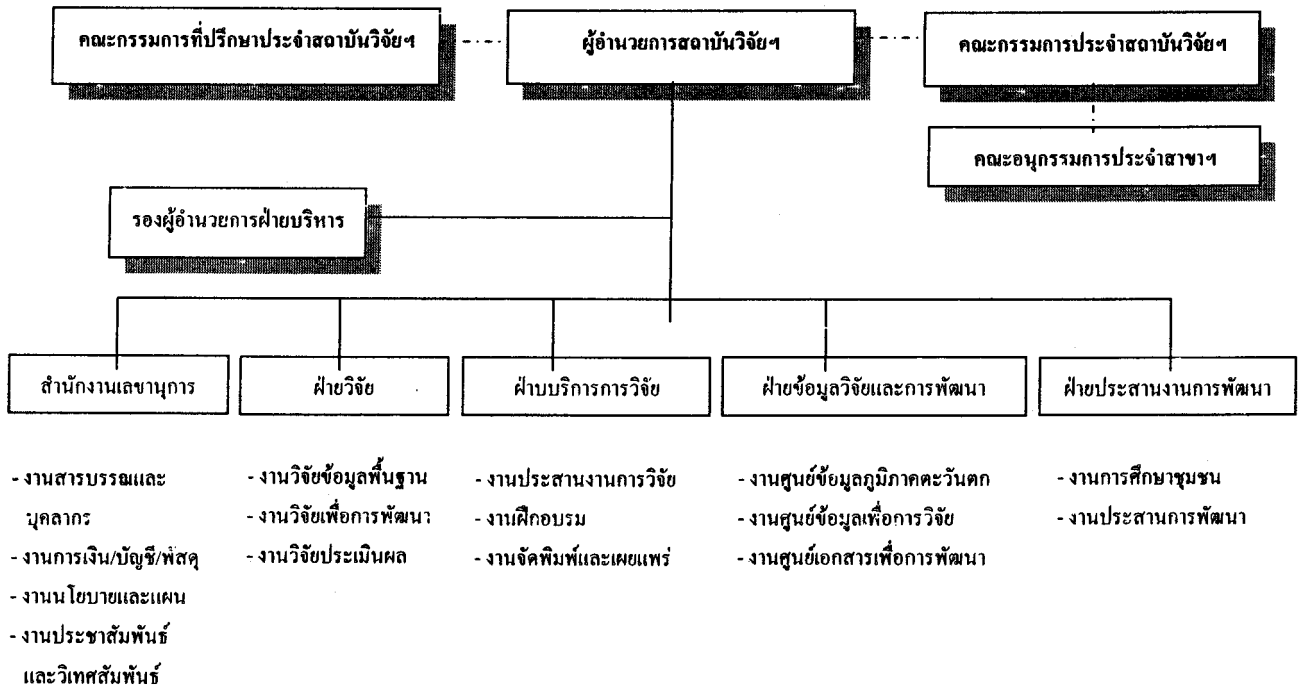 คณะกรรมการที่ปรึกษาประจำสถาบันวิจัยฯ
ผู้อำนวยการสถาบันวิจัยฯ
คณะกรรมการประจำสถาบันวิจัยฯ
คณะอนุกรรมการประจำสาขาฯ
รองผู้อำนวยการฝ่ายบริหาร
สำนักงานเลขานุการ
ฝ่ายวิจัย
ฝ่าบบริการการวิจัย
ฝ่ายข้อมูลวิจัยและการพัฒนา
ฝ่ายประสานงานการพัฒนา
- งานสารบรรณและ
บุคลากร
- งานการเงิน/บัญชี/พัสดุ
- งานนโยบายและแผน
- งานประชาสัมพันธ์
และวิเทศสัมพันธ์
- งานวิจัยข้อมูลพื้นฐาน
- งานวิจัยเพื่อการพัฒนา
- งานวิจัยประเมินผล
- งานประสานงานการวิจัย
- งานฝึกอบรม
- งานจัดพิมพ์และเผยแพร่
- งานศูนย์ข้อมูลภูมิภาคตะวันตก
- งานศูนย์ข้อมูลเพื่อการวิจัย
- งานศูนย์เอกสารเพื่อการพัฒนา
- งานการศึกษาชุมชน
- งานประสานการพัฒนา